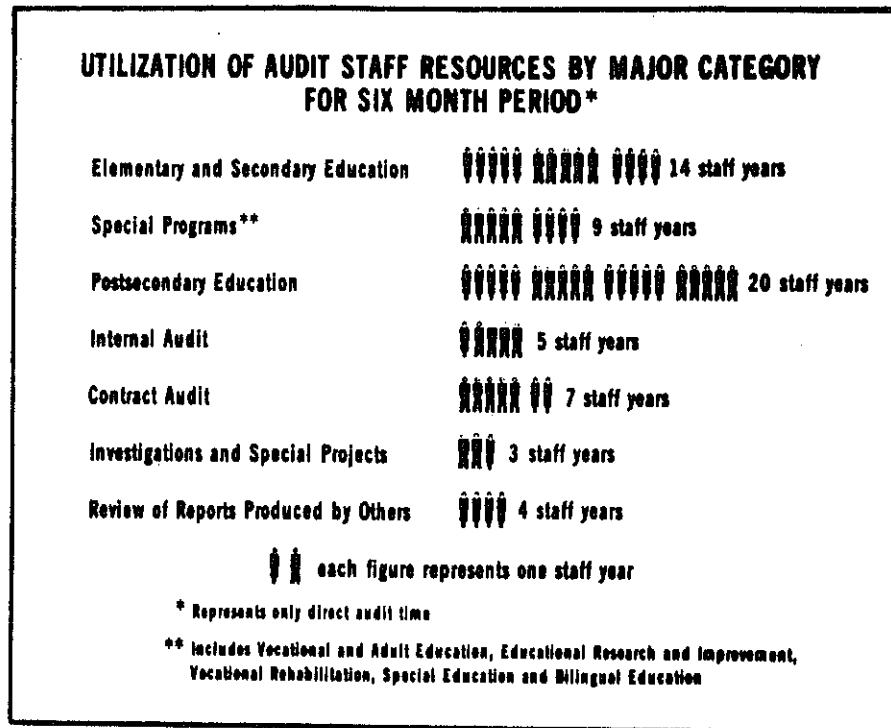 UTILIZATION OF AUDIT STAFF RESOURCES BY MAJOR CATEGORY
FOR SIX MONTH PERIOD*
Elementary and Secondary Education 14 staff years
Special Programs** 9 staff years
Postsecondary Education 20 staff years
Internal Audit 5 staff years
Contract Audit 7 staff years
Investigations and Special Projects 3 staff years
Review of Reports Produced by Others 4 staff years
each figure represents one staff year
* Represents only direct audit time
** Includes Vocational and Adult Education, Educational Research and Improvement,
Vocational Rehabilitation, Special Education and Bilingual Education